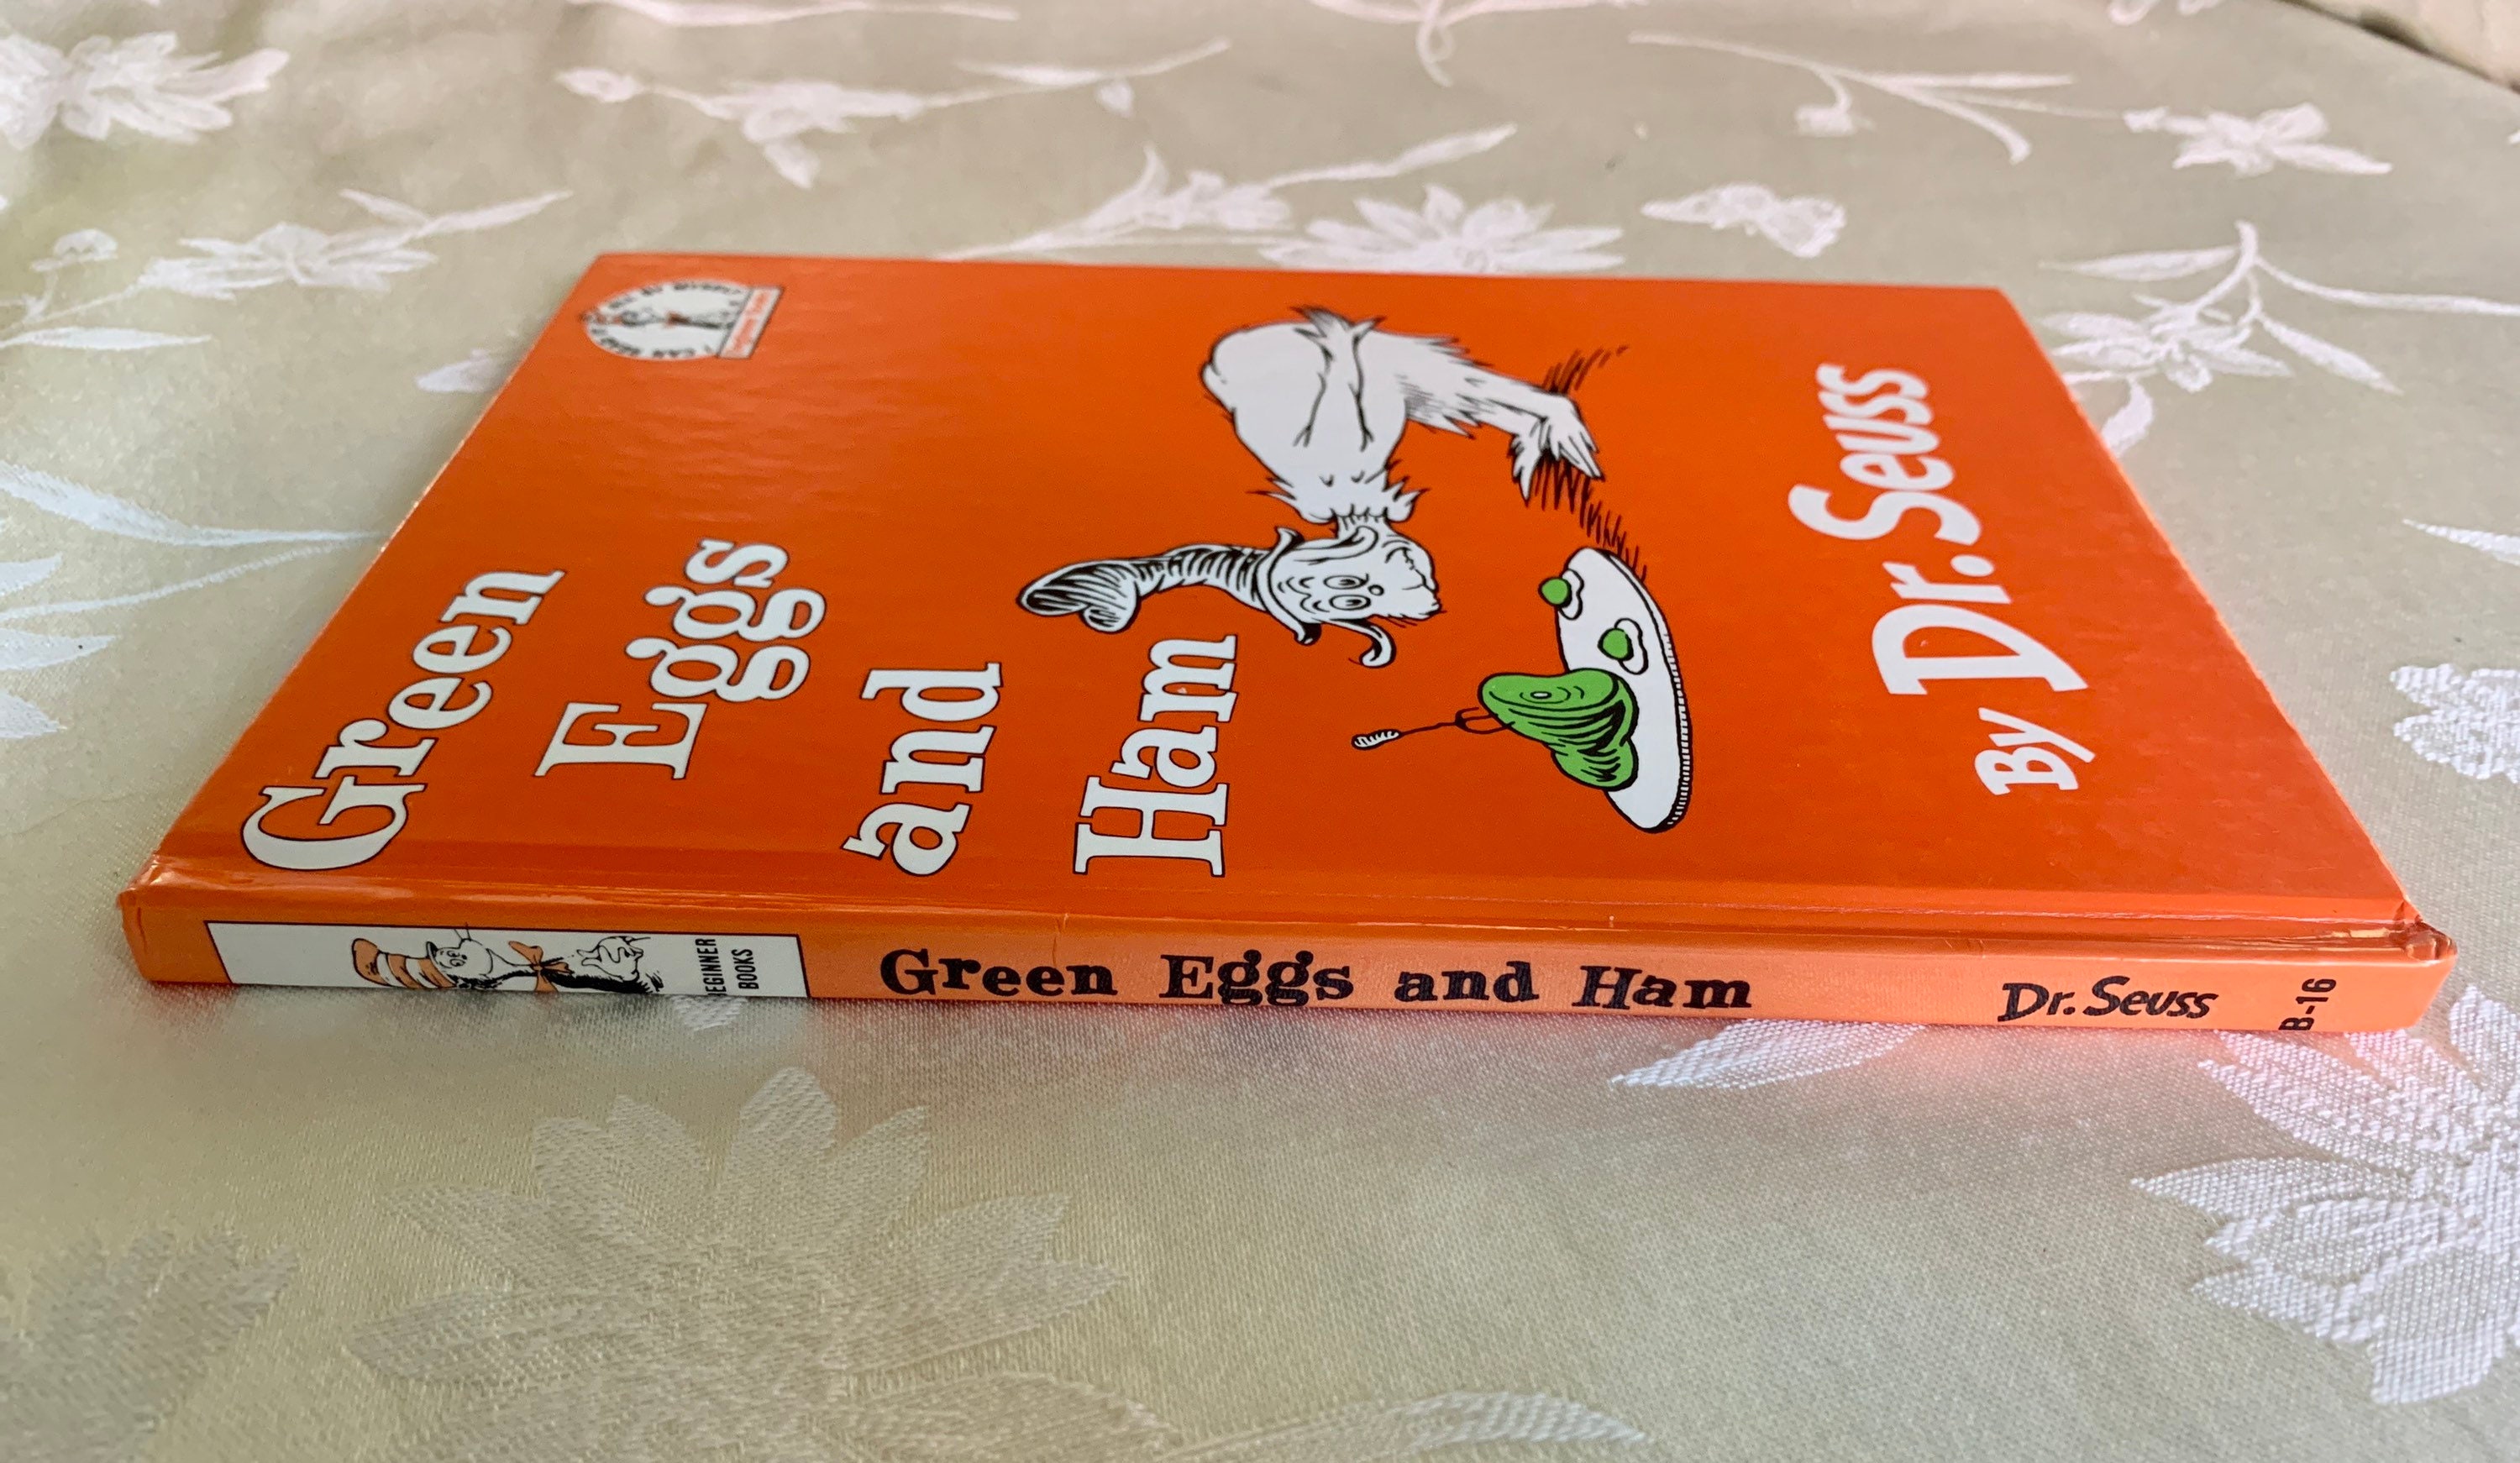 Green
Eggs
and
Ham
By Dr. Seuss
BEGINNER
BOOKS
Green Eggs and Ham
Dr. Seuss
B-16